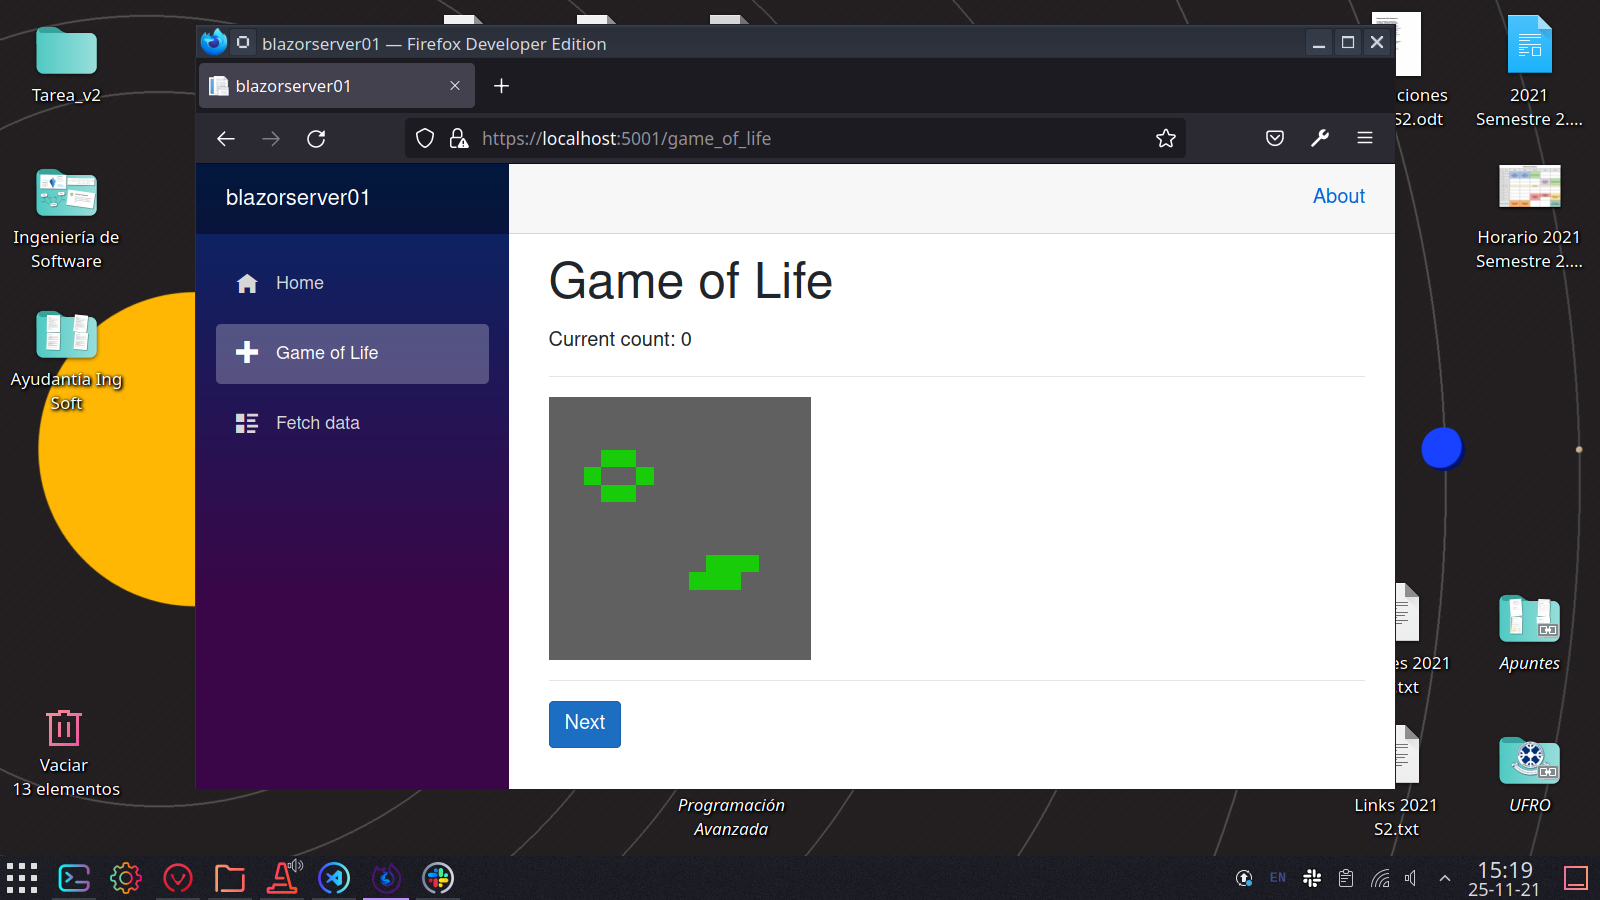 blazorserver01 — Firefox Developer Edition
blazorserver01
https://localhost:5001/game_of_life
blazorserver01
About
Home
Game of Life
Fetch data
Game of Life
Current count: 0
Next
Tarea_v2
Ingeniería de
Software
Ayudantía Ing
Soft
Vaciar
13 elementos
Programación
Avanzada
ciones
S2.odt
2021
Semestre 2....
Horario 2021
Semestre 2....
es 2021
.txt
Apuntes
Links 2021
S2.txt
UFRO
EN
15:19
25-11-21